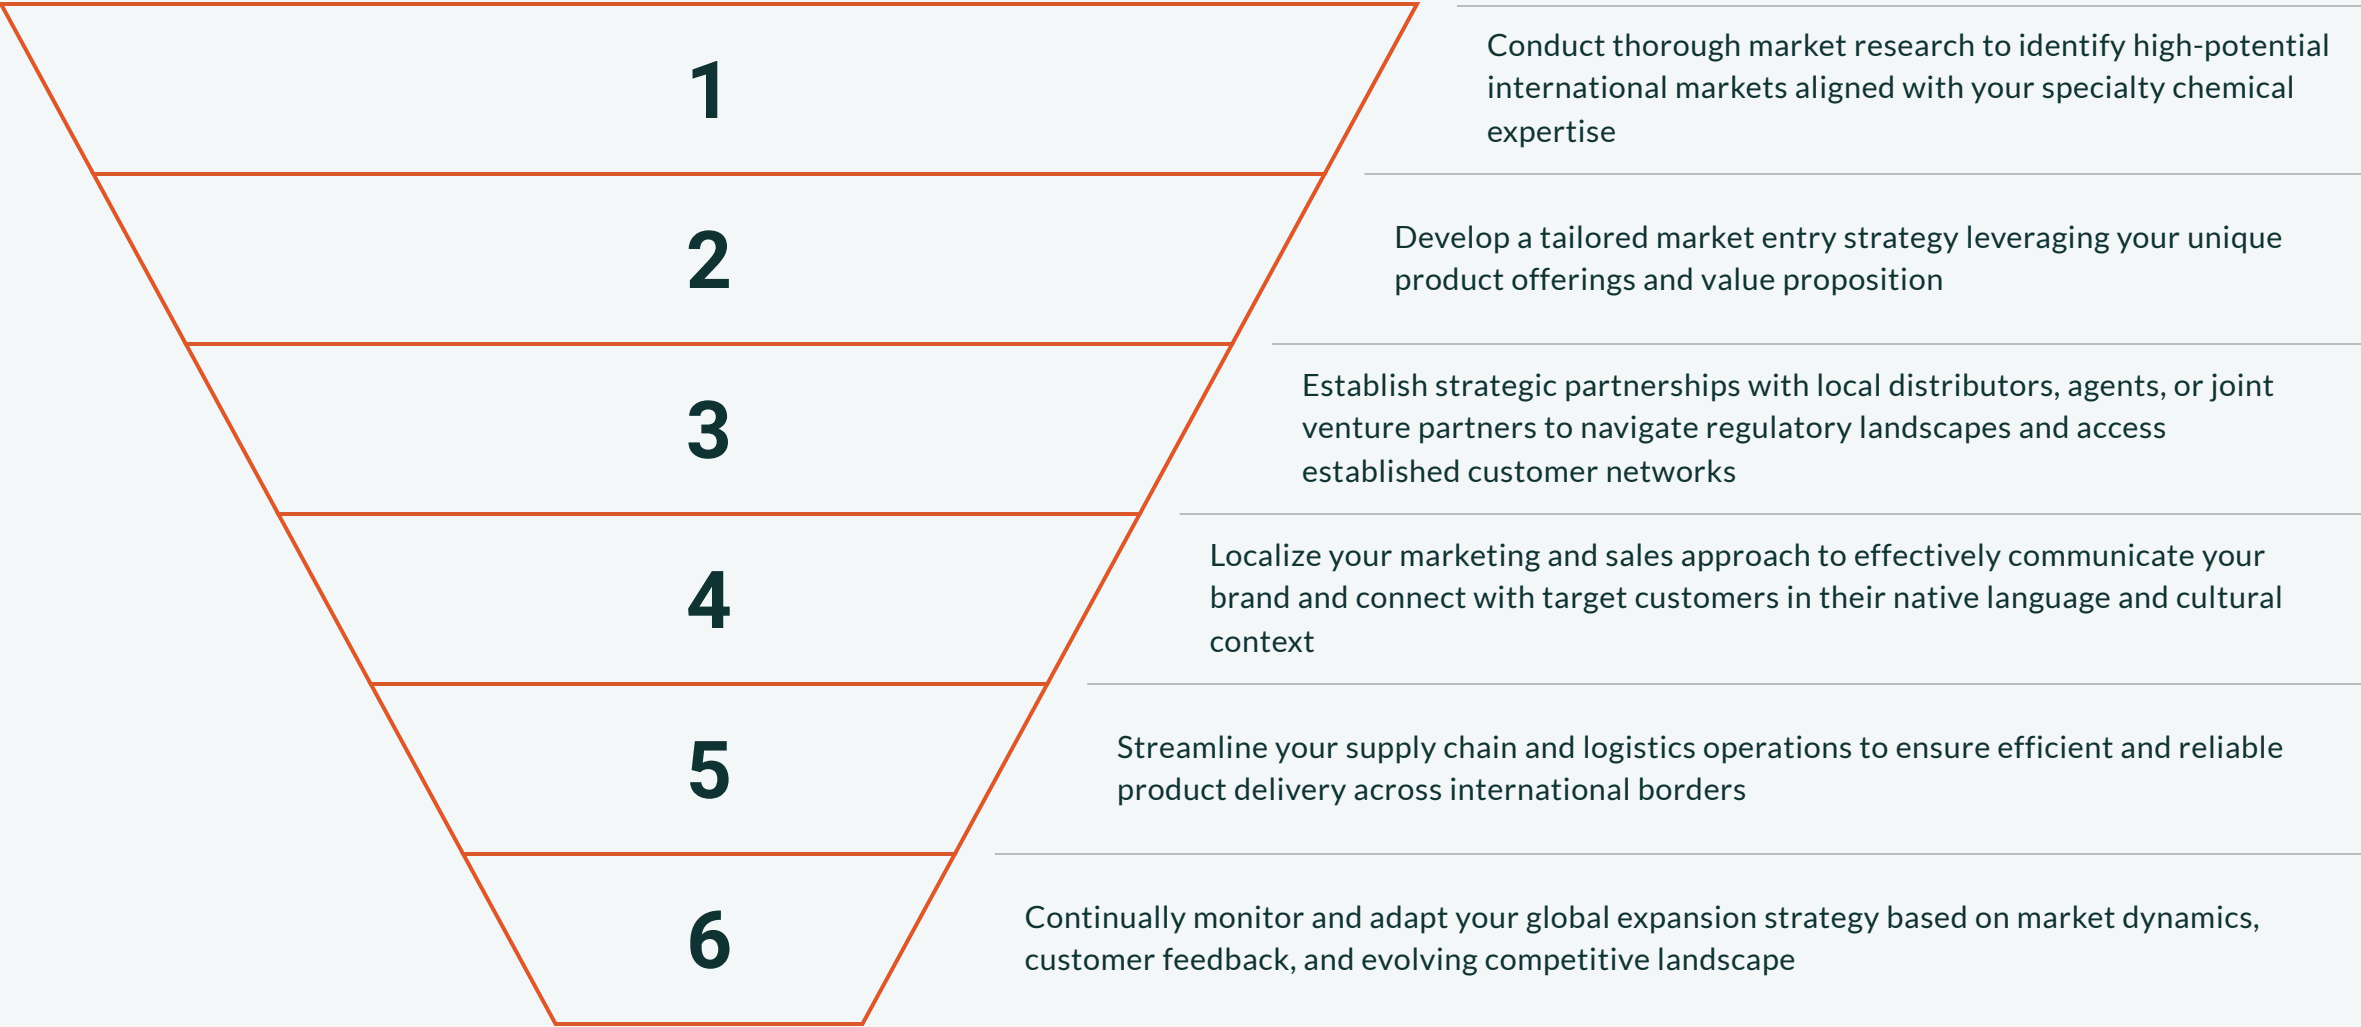 1
Conduct thorough market research to identify high-potential
international markets aligned with your specialty chemical
expertise
2
Develop a tailored market entry strategy leveraging your unique
product offerings and value proposition
3
Establish strategic partnerships with local distributors, agents, or joint
venture partners to navigate regulatory landscapes and access
established customer networks
4
Localize your marketing and sales approach to effectively communicate your
brand and connect with target customers in their native language and cultural
context
5
Streamline your supply chain and logistics operations to ensure efficient and reliable
product delivery across international borders
6
Continually monitor and adapt your global expansion strategy based on market dynamics,
customer feedback, and evolving competitive landscape